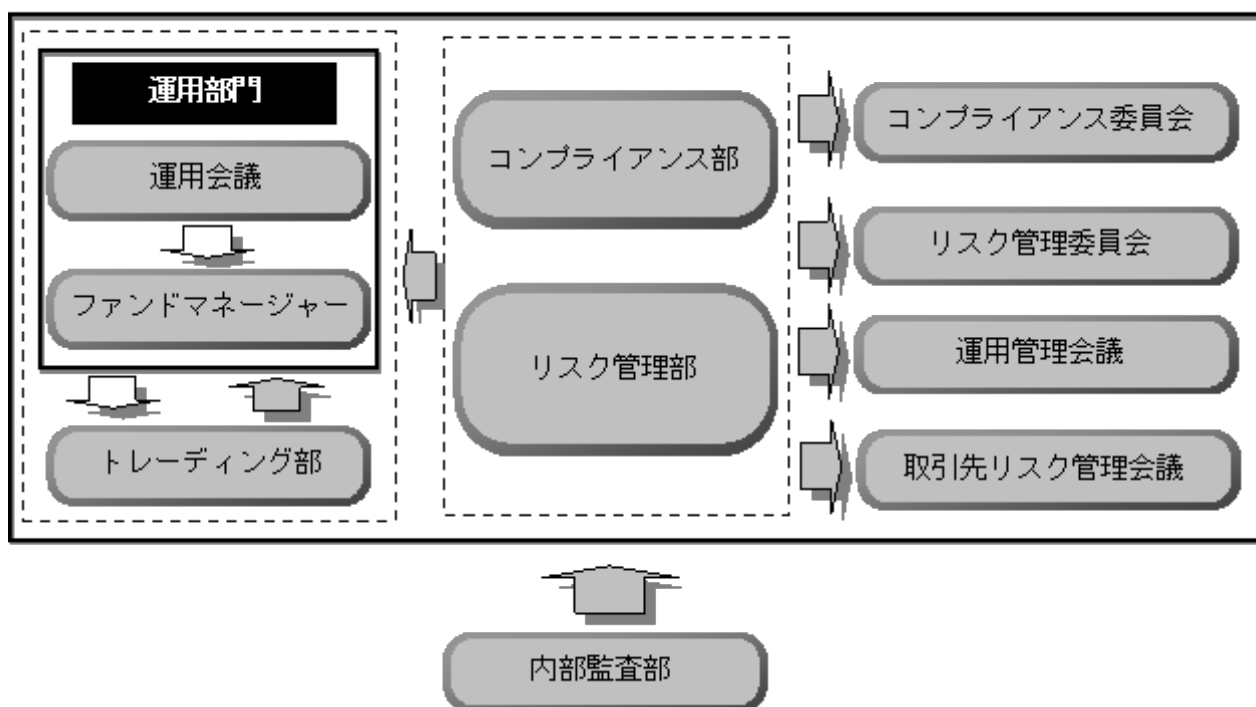 運用部門
運用会議
ファンドマネージャー
トレーディング部
コンプライアンス部
リスク管理部
コンプライアンス委員会
リスク管理委員会
運用管理会議
取引先リスク管理会議
内部監査部